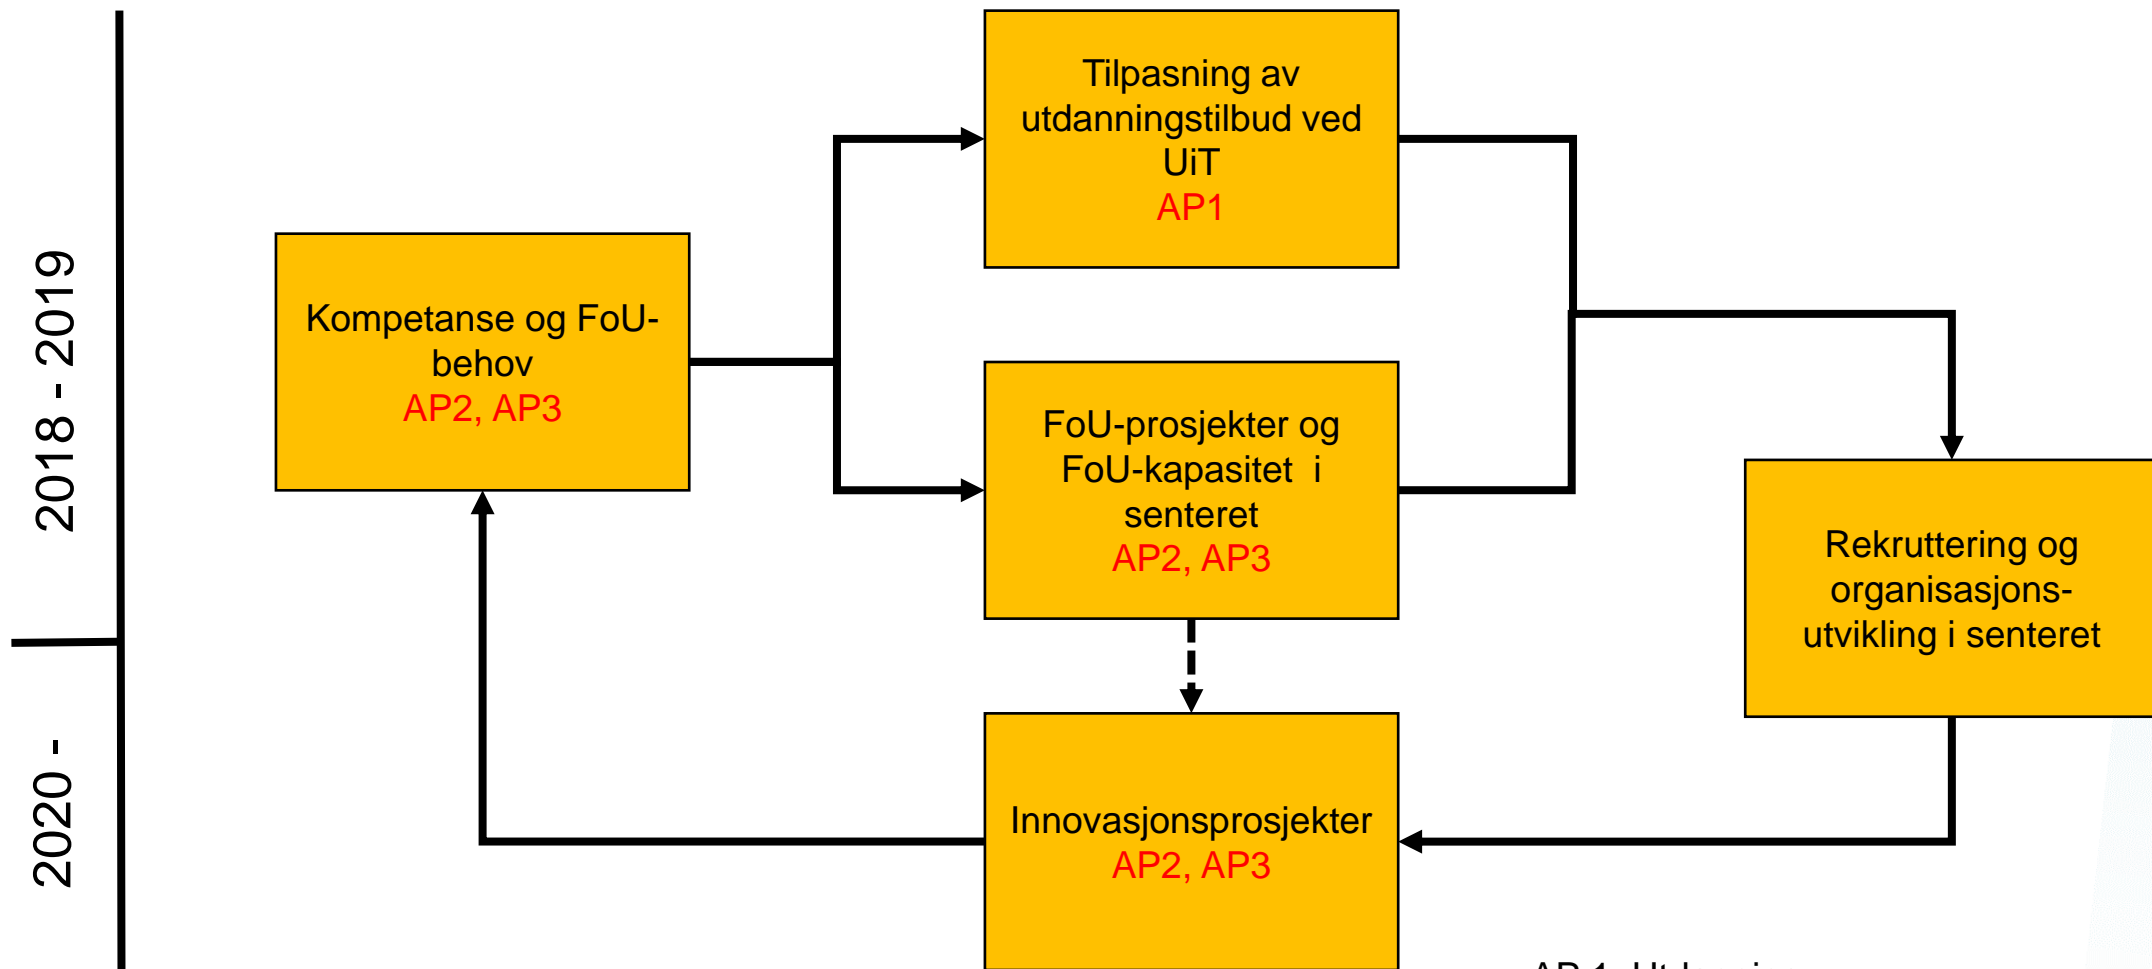 2018 - 2019
2020 -
Tilpasning av
utdanningstilbud ved
UiT
AP1
Kompetanse og FoU-
behov
AP2, AP3
FoU-prosjekter og
FoU-kapasitet i
senteret
AP2, AP3
Rekruttering og
organisasjons-
utvikling i senteret
Innovasjonsprosjekter
AP2, AP3